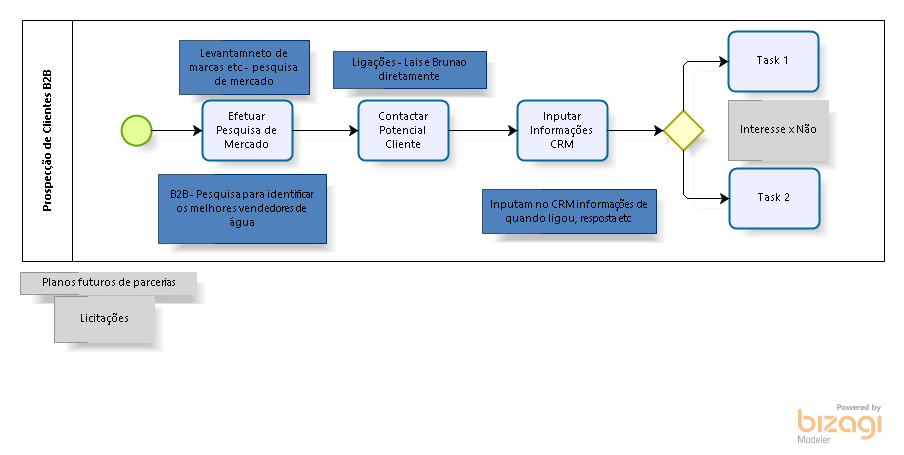 Prospecção de Clientes B2B
Levantamneto de
marcas etc - pesquisa
de mercado
Ligações - Lais e Brunao
diretamente
Efetuar
Pesquisa de
Mercado
Contactar
Potencial
Cliente
Inputar
Informações
CRM
Task 1
Interesse x Não
Task 2
B2B - Pesquisa para identificar
os melhores vendedores de
água
Inputam no CRM informações de
quando ligou, resposta etc
Planos futuros de parcerias
Licitações
Powered by
bizagi
Modeler